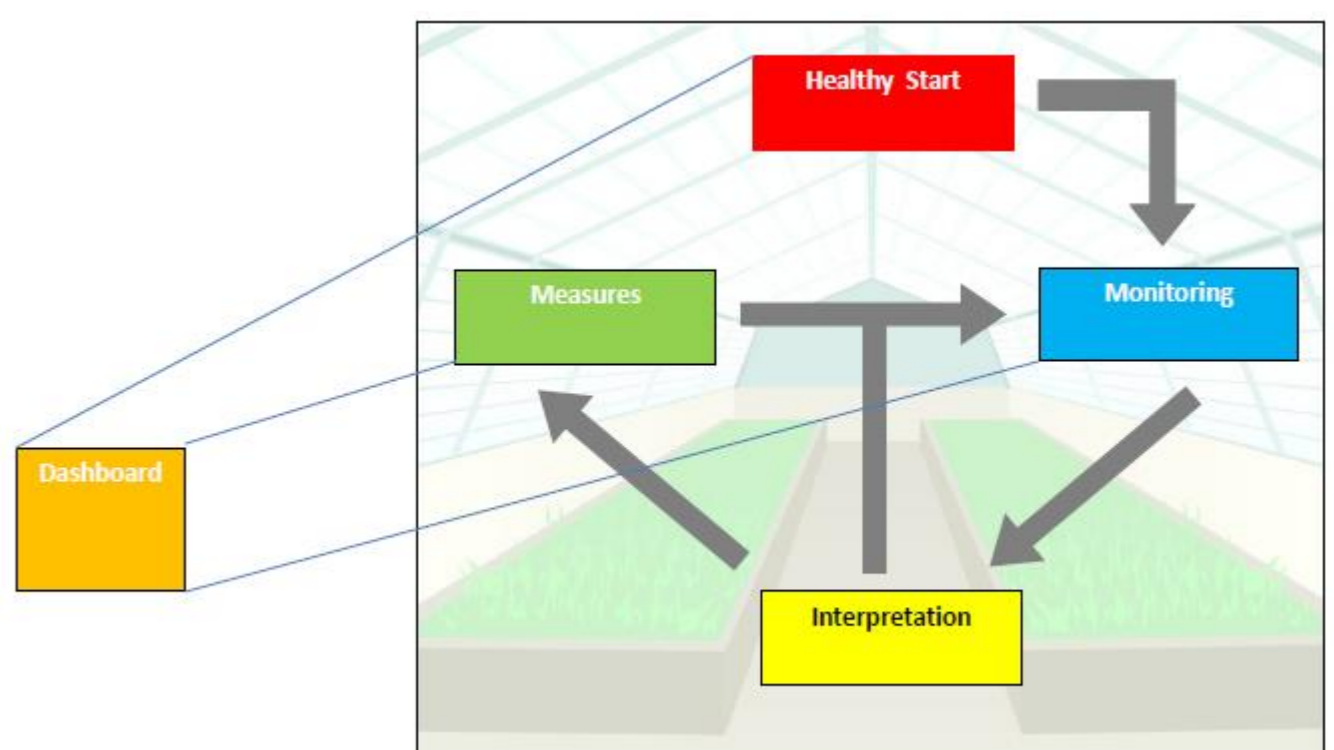 Healthy Start
Measures
Monitoring
Dashboard
Interpretation